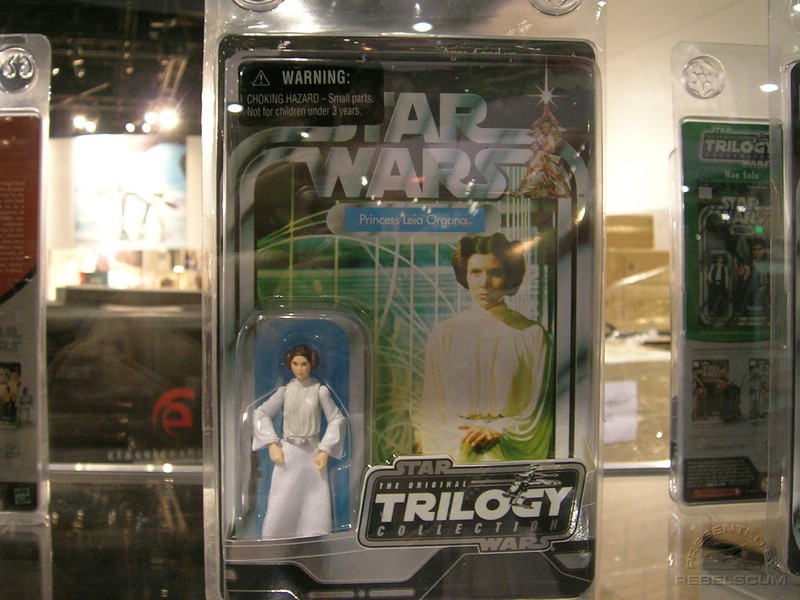 WARNING:
CHOKING HAZARD – Small parts.
Not for children under 3 years.
STAR
WARS
Princess Leia Organa
STAR
THE ORIGINAL
TRILOGY
COLLECTION
WARS
STAR
TRILOGY
WARS
Han Solo
PRESENTED BY
REBELSCUM